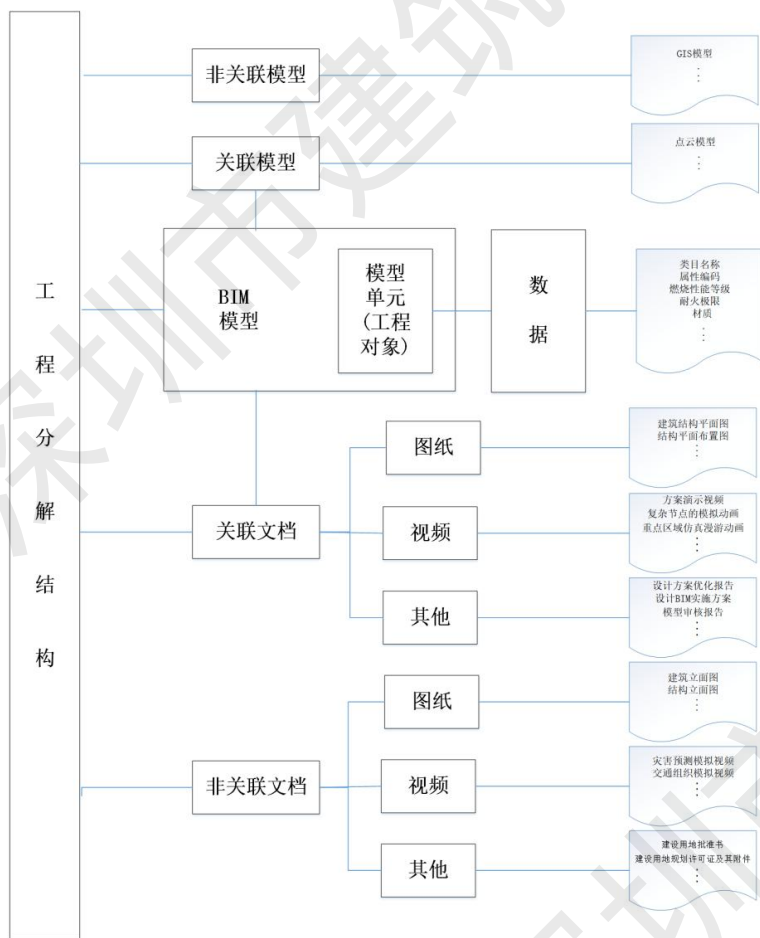 工程分解结构
非关联模型
GIS模型
⋮
关联模型
点云模型
⋮
BIM
模型
模型
单元
(工程
对象)
数据
类目名称
属性编码
燃烧性能等级
耐火极限
材质
⋮
关联文档
图纸
建筑结构平面图
结构平面布置图
⋮
视频
方案演示视频
复杂节点的模拟动画
重点区域仿真漫游动画
⋮
其他
设计方案优化报告
设计BIM实施方案
模型审核报告
⋮
非关联文档
图纸
建筑立面图
结构立面图
⋮
视频
灾害预测模拟视频
交通组织模拟视频
⋮
其他
建设用地批准书
建设用地规划许可证及其附件
⋮
深圳市建筑
深圳市